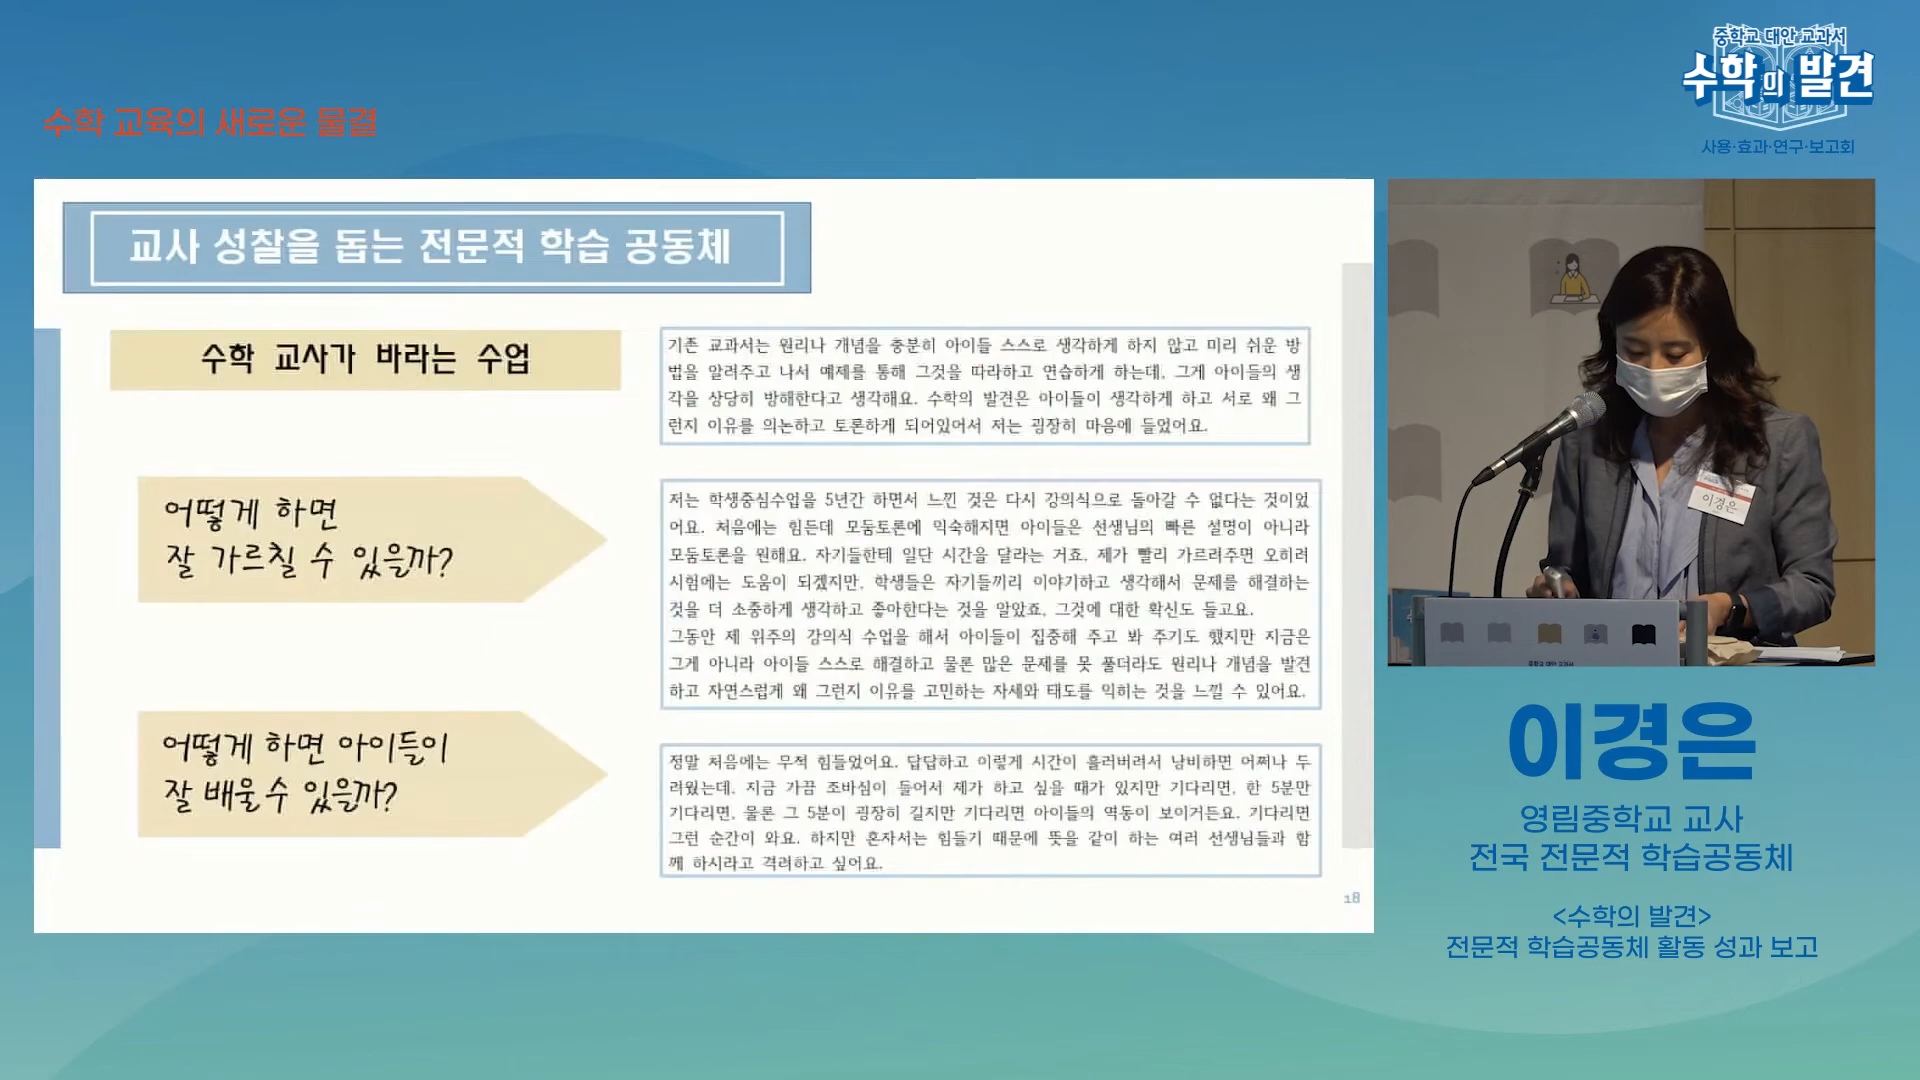 중학교 대안 교과서
수학의 발견
사용·효과·연구·보고회
수학 교육의 새로운 물결
교사 성찰을 돕는 전문적 학습 공동체
수학 교사가 바라는 수업
어떻게 하면
잘 가르칠 수 있을까?
어떻게 하면 아이들이
잘 배울 수 있을까?
기존 교과서는 원리나 개념을 충분히 아이들 스스로 생각하게 하지 않고 미리 쉬운 방
법을 알려주고 나서 예제를 통해 그것을 따라하고 연습하게 하는데, 그게 아이들의 생
각을 상당히 방해한다고 생각해요. 수학의 발견은 아이들이 생각하게 하고 서로 왜 그
런지 이유를 의논하고 토론하게 되어있어서 저는 굉장히 마음에 들었어요.
저는 학생중심수업을 5년간 하면서 느낀 것은 다시 강의식으로 돌아갈 수 없다는 것이었
어요. 처음에는 힘든데 모둠토론에 익숙해지면 아이들은 선생님의 빠른 설명이 아니라
모둠토론을 원해요. 자기들한테 일단 시간을 달라는 거죠. 제가 빨리 가르려주면 오히려
시험에는 도움이 되겠지만, 학생들은 자기들끼리 이야기하고 생각해서 문제를 해결하는
것을 더 소중하게 생각하고 좋아한다는 것을 알았죠, 그것에 대한 확신도 들고요.
그동안 제 위주의 강의식 수업을 해서 아이들이 집중해 주고 봐 주기도 했지만 지금은
그게 아니라 아이들 스스로 해결하고 물론 많은 문제를 못 풀더라도 원리나 개념을 발견
하고 자연스럽게 왜 그런지 이유를 고민하는 자세와 태도를 익히는 것을 느낄 수 있어요.
정말 처음에는 무척 힘들었어요. 답답하고 이렇게 시간이 흘러버려서 낭비하면 어쩌나 두
려웠는데, 지금 가끔 조바심이 들어서 제가 하고 싶을 때가 있지만 기다리면, 한 5분만
기다리면, 물론 그 5분이 굉장히 길지만 기다리면 아이들의 역동이 보이거든요. 기다리면
그런 순간이 와요. 하지만 혼자서는 힘들기 때문에 뜻을 같이 하는 여러 선생님들과 함
께 하시라고 격려하고 싶어요.
18
이경은
이경은
영림중학교 교사
전국 전문적 학습공동체
<수학의 발견>
전문적 학습공동체 활동 성과 보고